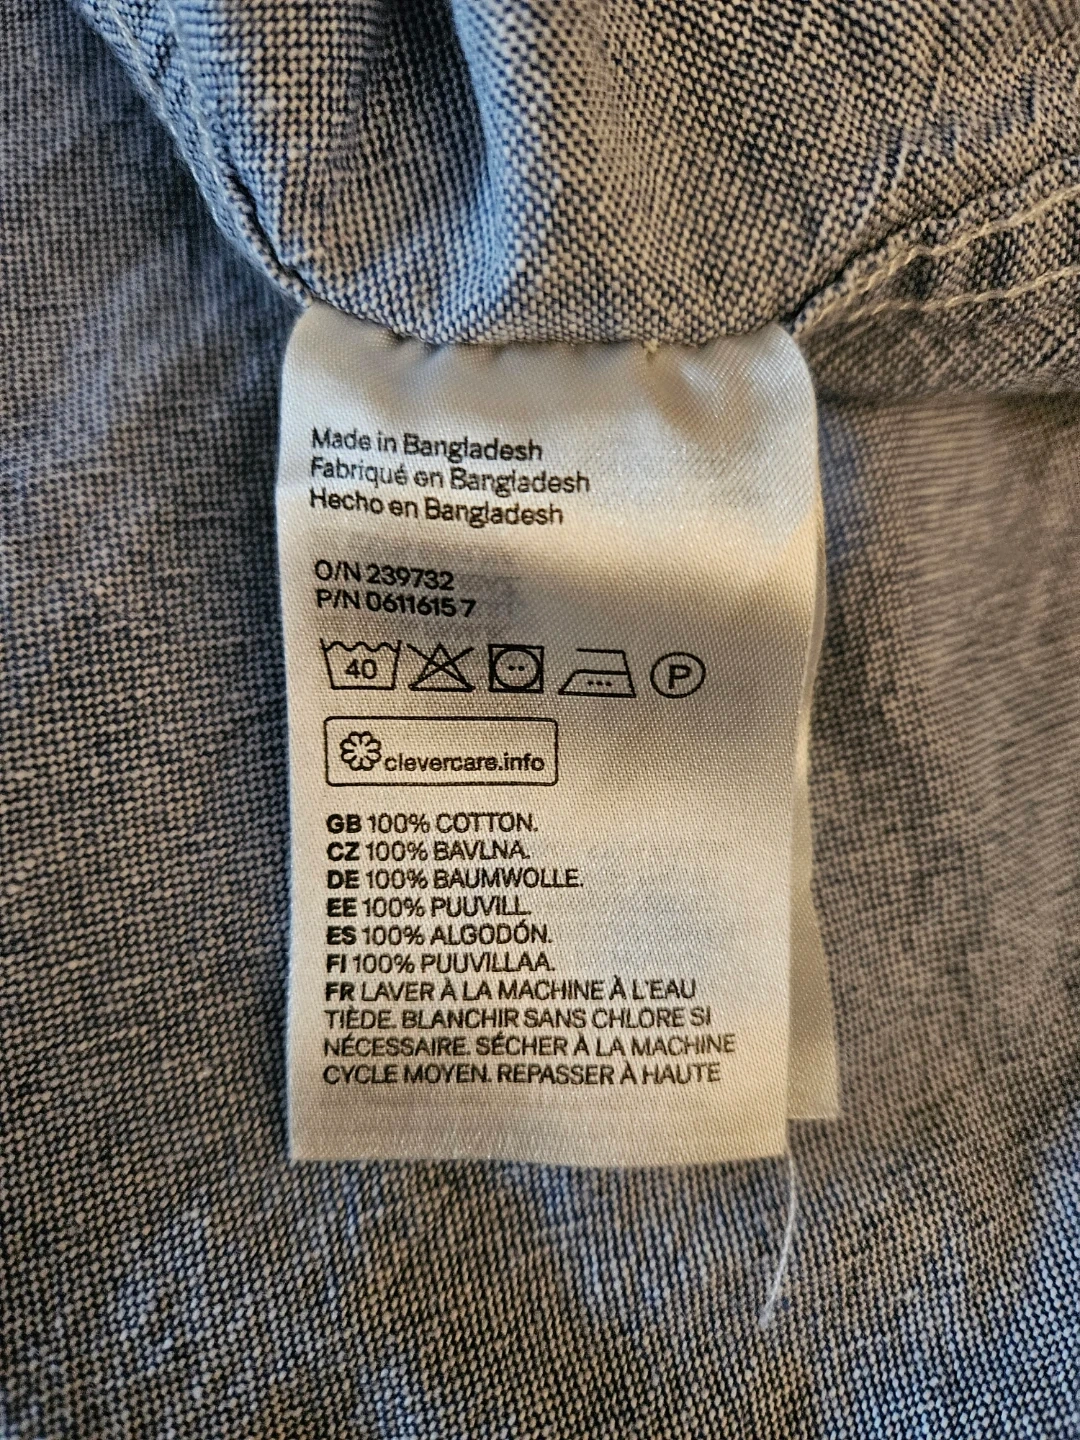 Made in Bangladesh
Fabriqué en Bangladesh
Hecho en Bangladesh
O/N 239732
P/N 0611615 7
40 P
clevercare.info
GB 100% COTTON.
CZ 100% BAVLNA.
DE 100% BAUMWOLLE.
EE 100% PUUVILL.
ES 100% ALGODÓN.
FI 100% PUUVILLAA.
FR LAVER À LA MACHINE À L'EAU
TIÈDE. BLANCHIR SANS CHLORE SI
NÉCESSAIRE. SÉCHER À LA MACHINE
CYCLE MOYEN. REPASSER À HAUTE